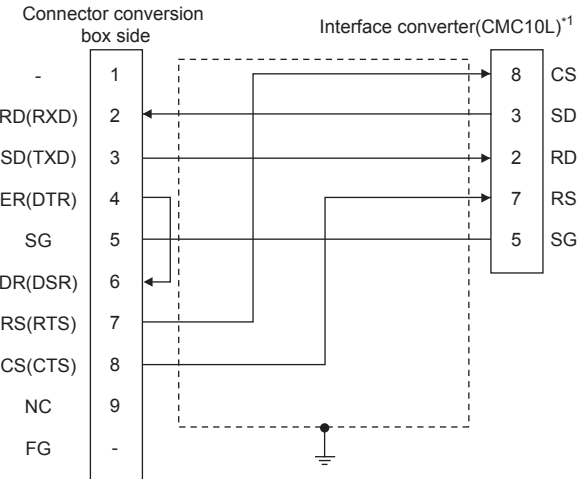 Connector conversion
box side
Interface converter(CMC10L)*1
- 1 8 CS
RD(RXD) 2 3 SD
SD(TXD) 3 2 RD
ER(DTR) 4 7 RS
SG 5 5 SG
DR(DSR) 6
RS(RTS) 7
CS(CTS) 8
NC 9
FG -